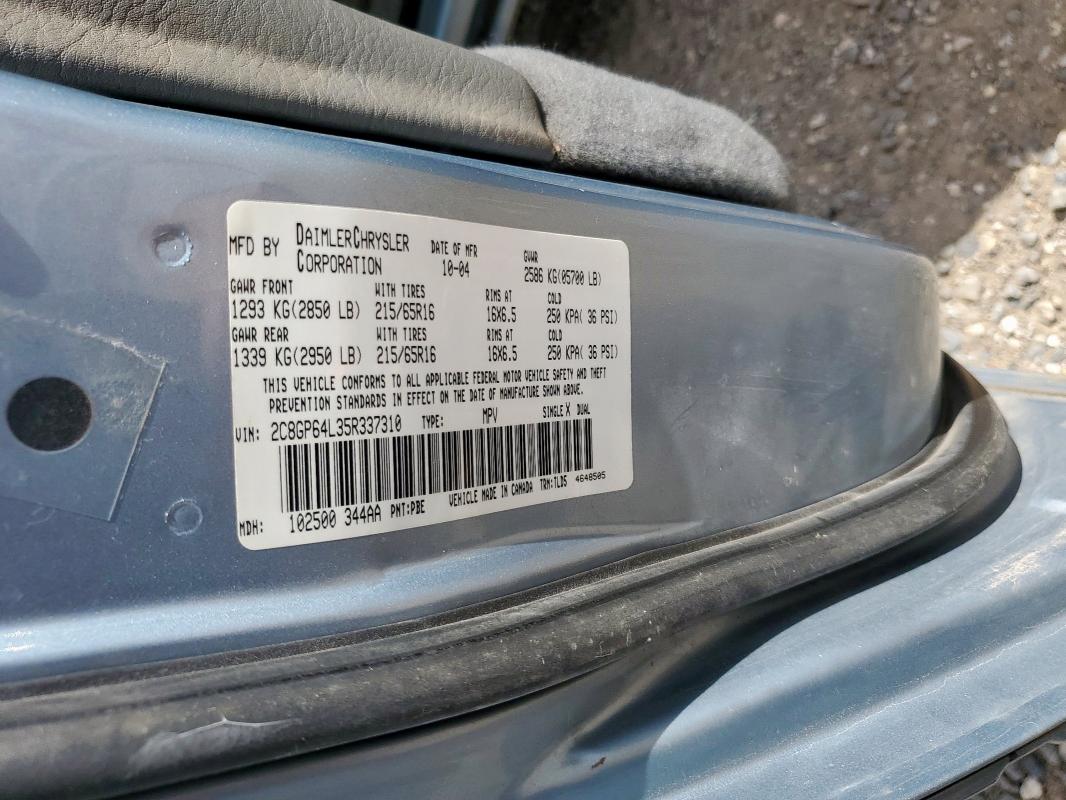 MFD BY DAIMLERCHRYSLER CORPORATION DATE OF MFR 10-04 GVWR 2586 KG(05700 LB)
GAWR FRONT WITH TIRES RIMS AT COLD
1293 KG(2850 LB) 215/65R16 16X6.5 250 KPA( 36 PSI)
GAWR REAR WITH TIRES RIMS AT COLD
1339 KG(2950 LB) 215/65R16 16X6.5 250 KPA( 36 PSI)
THIS VEHICLE CONFORMS TO ALL APPLICABLE FEDERAL MOTOR VEHICLE SAFETY AND THEFT
PREVENTION STANDARDS IN EFFECT ON THE DATE OF MANUFACTURE SHOWN ABOVE.
VIN: 2C8GP64L35R337310 TYPE: MPV SINGLE X DUAL
MDH: 102500 344AA PNT:PBE VEHICLE MADE IN CANADA TRM:TLD5 4648505